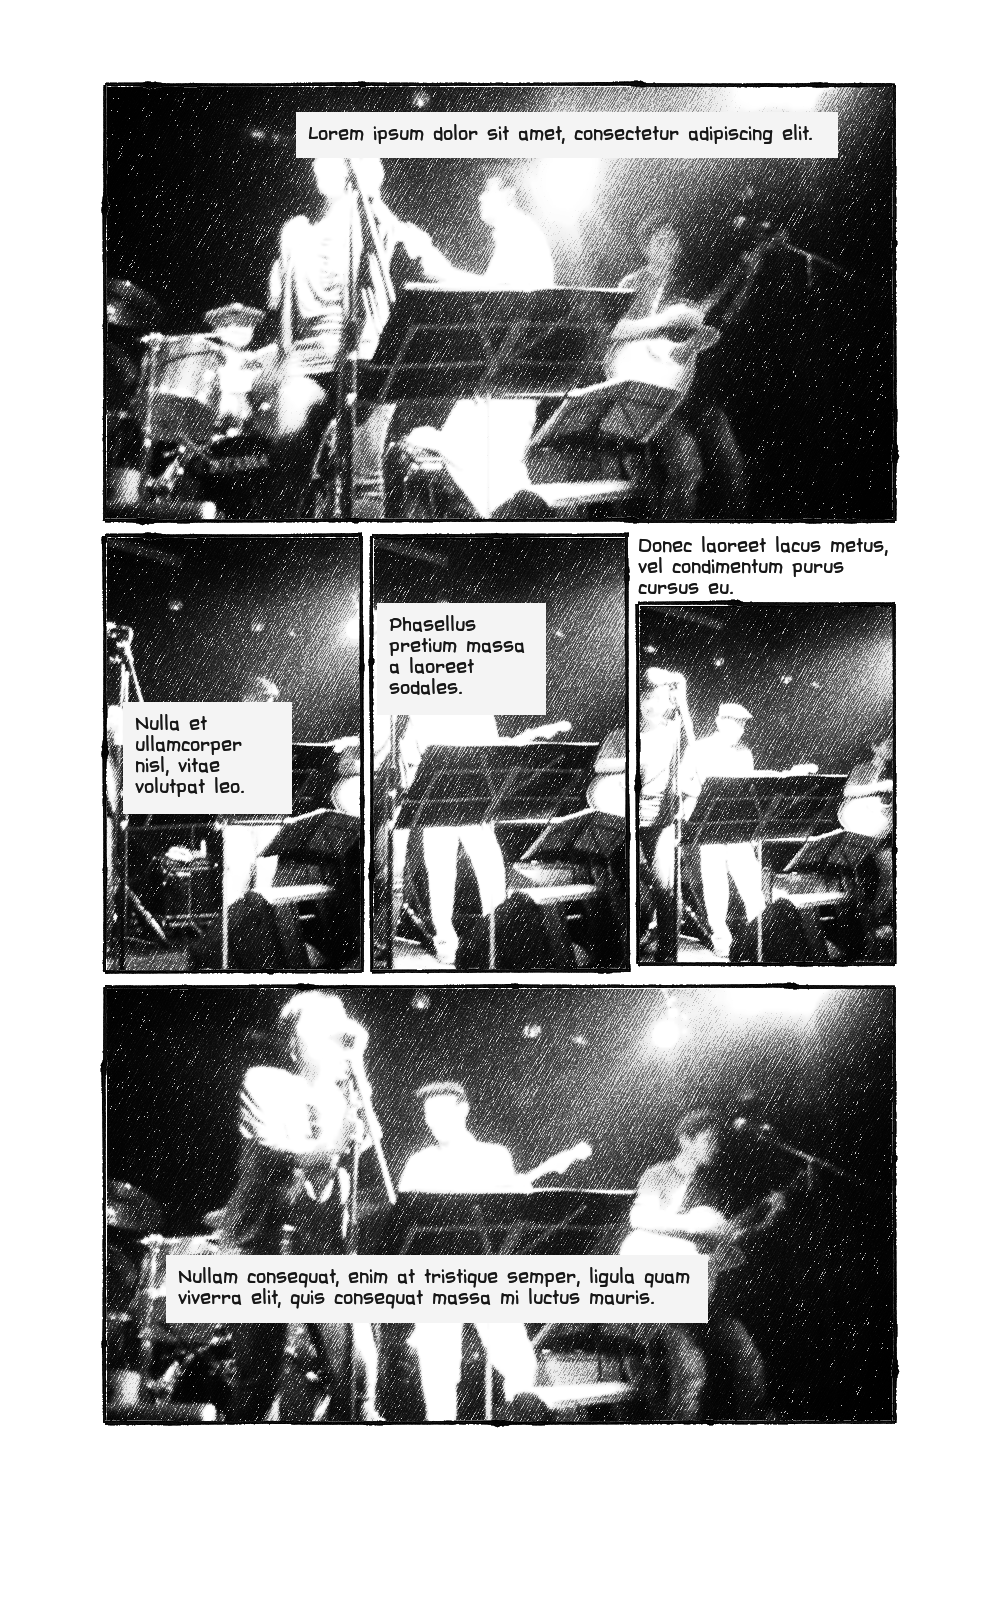 Lorem ipsum dolor sit amet, consectetur adipiscing elit.
Nulla et
ullamcorper
nisl, vitae
volutpat leo.
Phasellus
pretium massa
a laoreet
sodales.
Donec laoreet lacus metus,
vel condimentum purus
cursus eu.
Nullam consequat, enim at tristique semper, ligula quam
viverra elit, quis consequat massa mi luctus mauris.